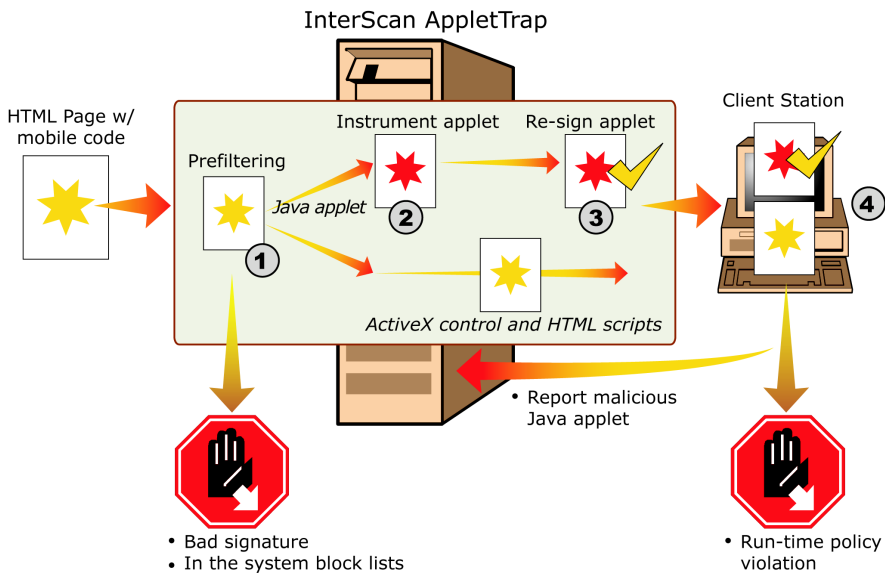 InterScan AppletTrap
HTML Page w/
mobile code
Client Station
Instrument applet
Re-sign applet
Prefiltering
Java applet
1
2
3
4
ActiveX control and HTML scripts
• Report malicious
Java applet
• Bad signature
• In the system block lists
• Run-time policy
violation